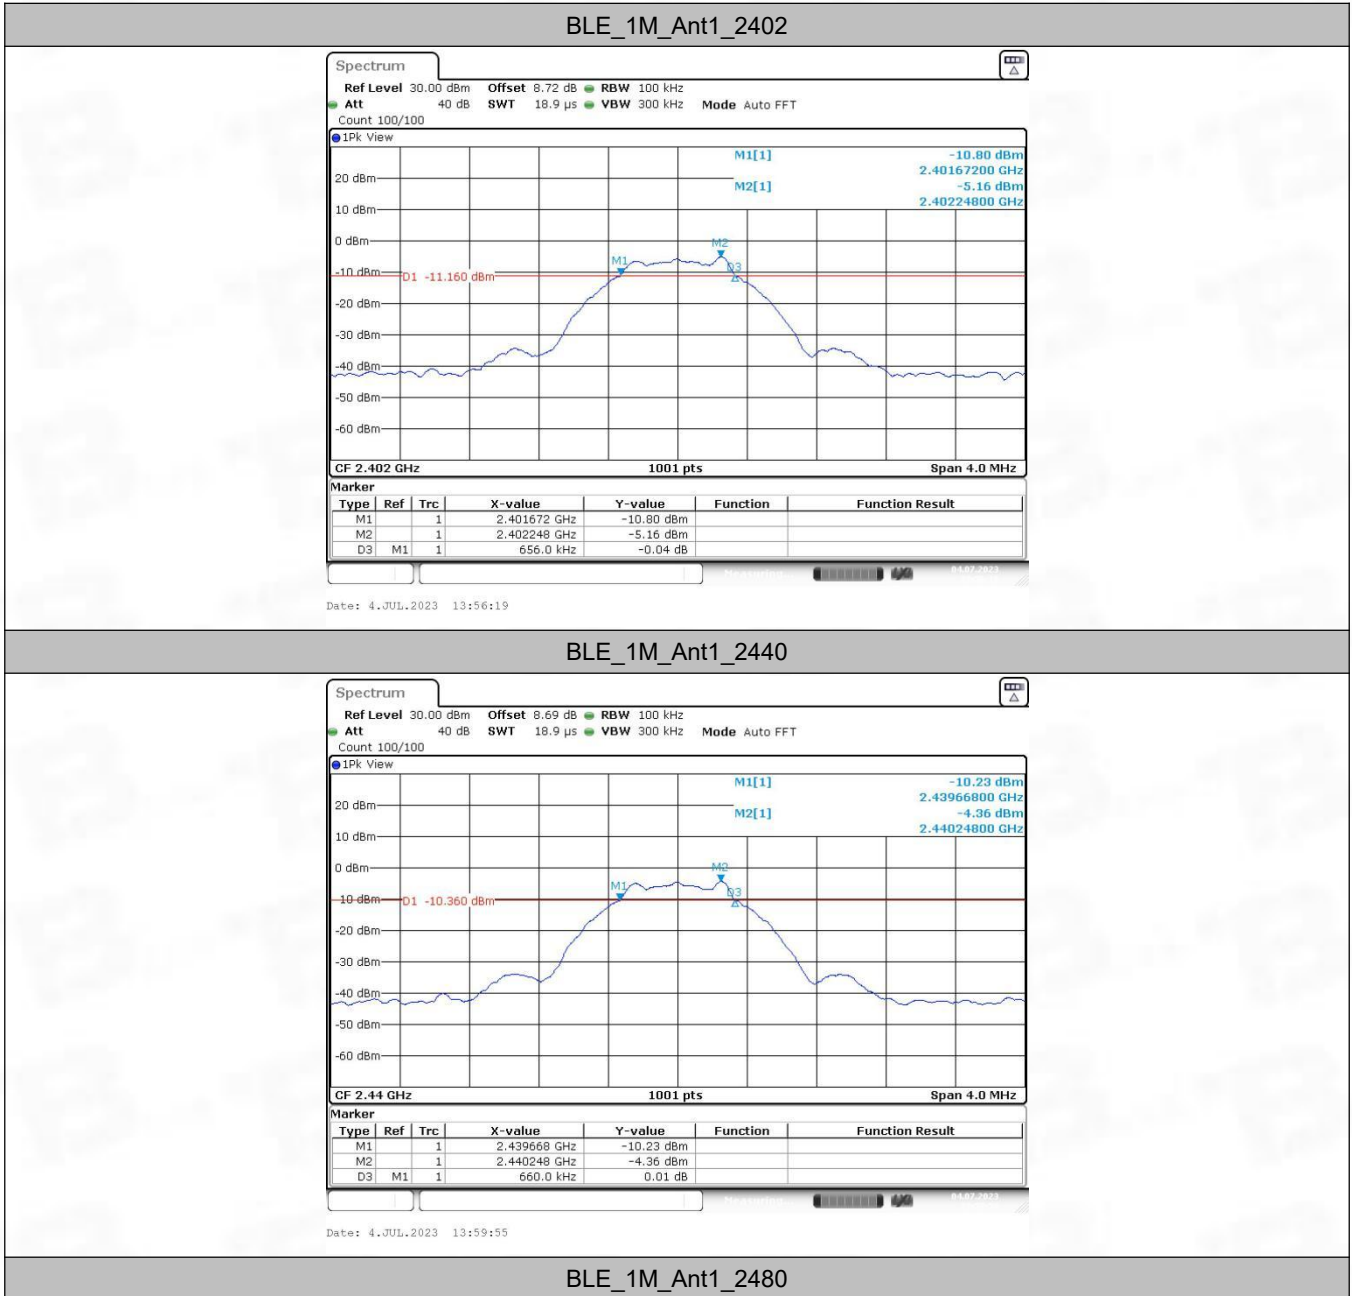 BLE_1M_Ant1_2402
Spectrum
Ref Level 30.00 dBm Offset 8.72 dB RBW 100 kHz
Att 40 dB SWT 18.9 µs VBW 300 kHz Mode Auto FFT
Count 100/100
1Pk View
M1[1] -10.80 dBm
2.40167200 GHz
20 dBm
M2[1] -5.16 dBm
2.40224800 GHz
10 dBm
0 dBm
M2
M1
D3
-10 dBm
D1 -11.160 dBm
-20 dBm
-30 dBm
-40 dBm
-50 dBm
-60 dBm
CF 2.402 GHz 1001 pts Span 4.0 MHz
Marker
Type Ref Trc X-value Y-value Function Function Result
M1 1 2.401672 GHz -10.80 dBm
M2 1 2.402248 GHz -5.16 dBm
D3 M1 1 656.0 kHz -0.04 dB
Measuring 04.07.2023
Date: 4.JUL.2023 13:56:19
BLE_1M_Ant1_2440
Spectrum
Ref Level 30.00 dBm Offset 8.69 dB RBW 100 kHz
Att 40 dB SWT 18.9 µs VBW 300 kHz Mode Auto FFT
Count 100/100
1Pk View
M1[1] -10.23 dBm
2.43966800 GHz
20 dBm
M2[1] -4.36 dBm
2.44024800 GHz
10 dBm
0 dBm
M2
M1
D3
-10 dBm
D1 -10.360 dBm
-20 dBm
-30 dBm
-40 dBm
-50 dBm
-60 dBm
CF 2.44 GHz 1001 pts Span 4.0 MHz
Marker
Type Ref Trc X-value Y-value Function Function Result
M1 1 2.439668 GHz -10.23 dBm
M2 1 2.440248 GHz -4.36 dBm
D3 M1 1 660.0 kHz 0.01 dB
Measuring 04.07.2023
Date: 4.JUL.2023 13:59:55
BLE_1M_Ant1_2480